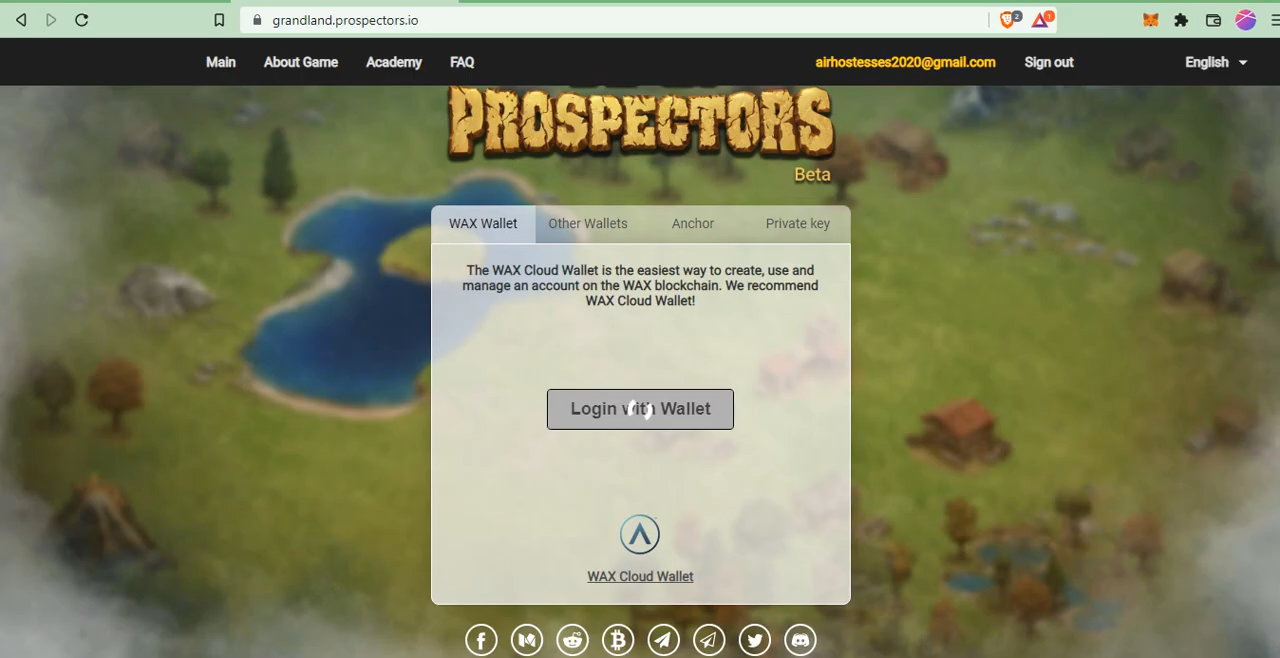 grandland.prospectors.io
2
1
Main About Game Academy FAQ airhostesses2020@gmail.com Sign out English
PROSPECTORS
Beta
WAX Wallet Other Wallets Anchor Private key
The WAX Cloud Wallet is the easiest way to create, use and
manage an account on the WAX blockchain. We recommend
WAX Cloud Wallet!
Login with Wallet
WAX Cloud Wallet